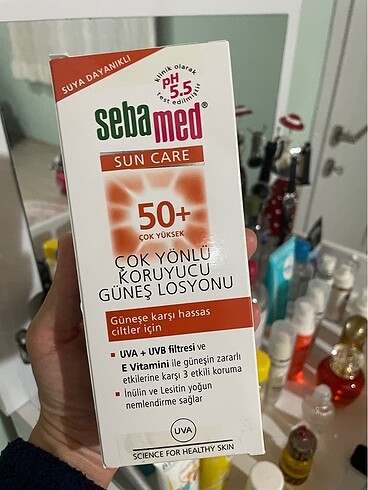 SUYA DAYANIKLI
klinik olarak
pH
5.5
test edilmiştir
sebamed®
SUN CARE
50+
ÇOK YÜKSEK
ÇOK YÖNLÜ
KORUYUCU
GÜNEŞ LOSYONU
Güneşe karşı hassas
ciltler için
• UVA + UVB filtresi ve
E Vitamini ile güneşin zararlı
etkilerine karşı 3 etkili koruma
• İnülin ve Lesitin yoğun
nemlendirme sağlar
UVA
SCIENCE FOR HEALTHY SKIN